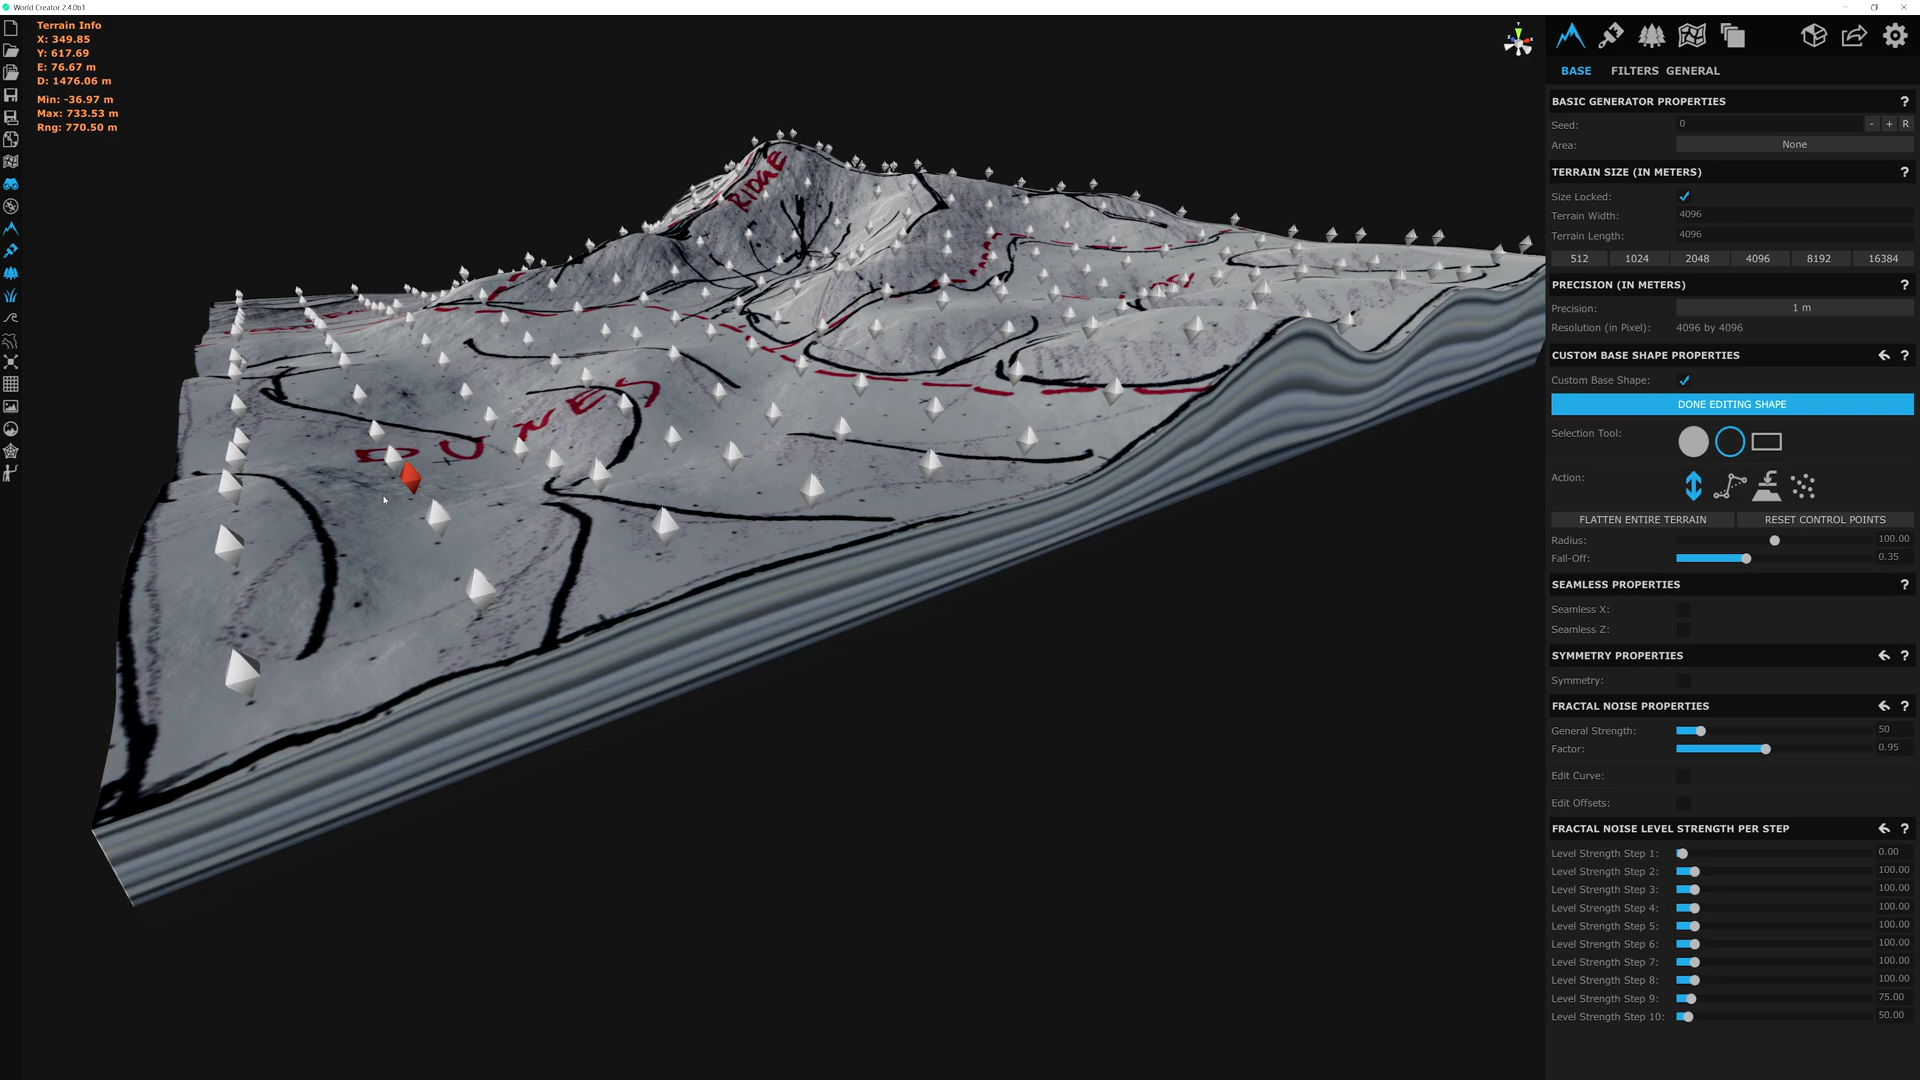 World Creator 2.4.0b1
Terrain Info
X: 349.85
Y: 617.69
E: 76.67 m
D: 1476.06 m
Min: -36.97 m
Max: 733.53 m
Rng: 770.50 m
RIDGE
DUNES
BASE FILTERS GENERAL
BASIC GENERATOR PROPERTIES ?
Seed: 0 - + R
Area: None
TERRAIN SIZE (IN METERS) ?
Size Locked:
Terrain Width: 4096
Terrain Length: 4096
512 1024 2048 4096 8192 16384
PRECISION (IN METERS) ?
Precision: 1 m
Resolution (in Pixel): 4096 by 4096
CUSTOM BASE SHAPE PROPERTIES ?
Custom Base Shape:
DONE EDITING SHAPE
Selection Tool:
Action:
FLATTEN ENTIRE TERRAIN RESET CONTROL POINTS
Radius: 100.00
Fall-Off: 0.35
SEAMLESS PROPERTIES ?
Seamless X:
Seamless Z:
SYMMETRY PROPERTIES ?
Symmetry:
FRACTAL NOISE PROPERTIES ?
General Strength: 50
Factor: 0.95
Edit Curve:
Edit Offsets:
FRACTAL NOISE LEVEL STRENGTH PER STEP ?
Level Strength Step 1: 0.00
Level Strength Step 2: 100.00
Level Strength Step 3: 100.00
Level Strength Step 4: 100.00
Level Strength Step 5: 100.00
Level Strength Step 6: 100.00
Level Strength Step 7: 100.00
Level Strength Step 8: 100.00
Level Strength Step 9: 75.00
Level Strength Step 10: 50.00